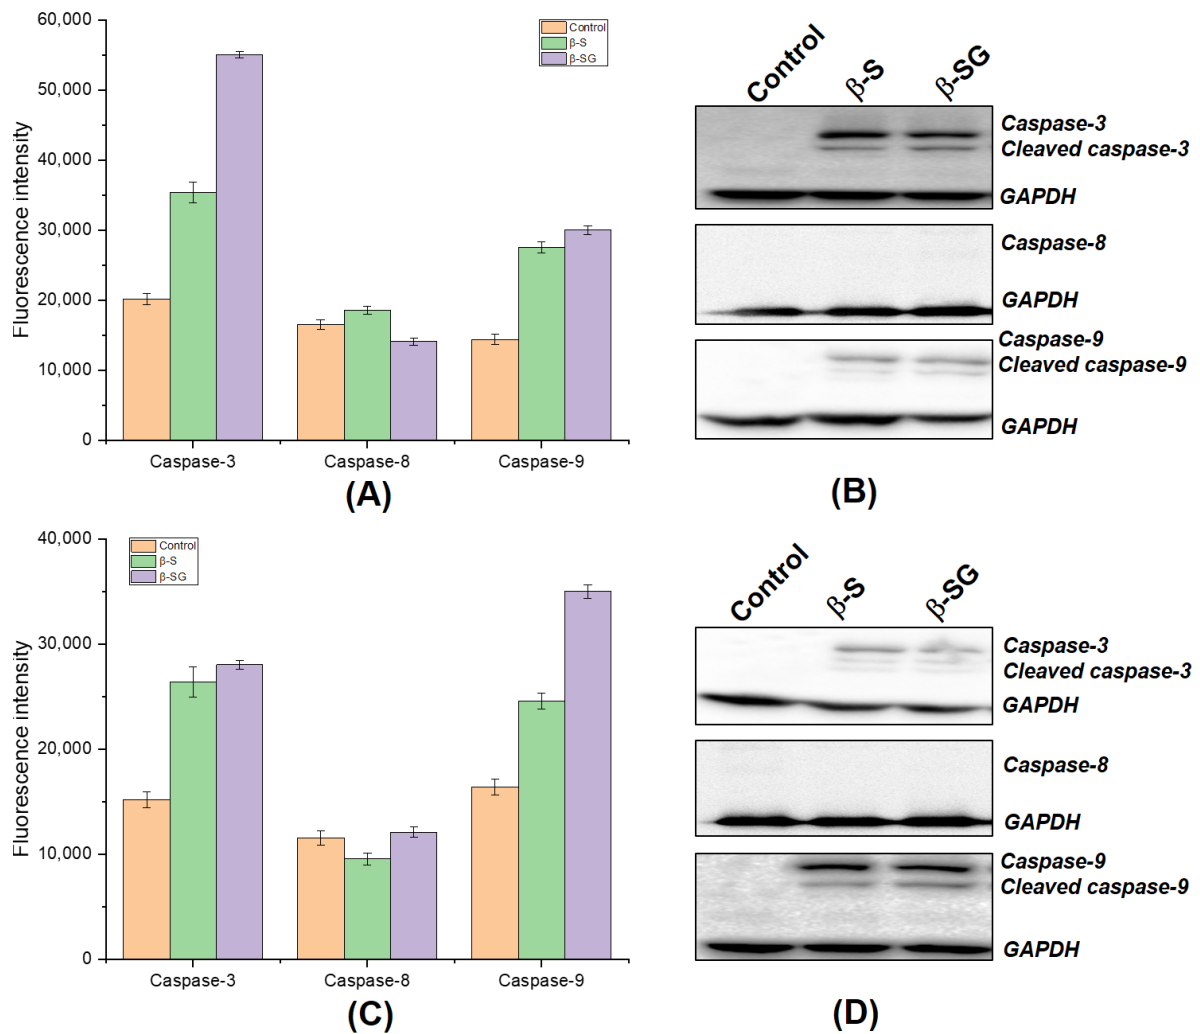 60,000
50,000
40,000
30,000
20,000
10,000
0
Fluorescence intensity
Control
β-S
β-SG
Caspase-3
Caspase-8
Caspase-9
(A)
Control
β-S
β-SG
Caspase-3
Cleaved caspase-3
GAPDH
Caspase-8
GAPDH
Caspase-9
Cleaved caspase-9
GAPDH
(B)
40,000
30,000
20,000
10,000
0
Fluorescence intensity
Control
β-S
β-SG
Caspase-3
Caspase-8
Caspase-9
(C)
Control
β-S
β-SG
Caspase-3
Cleaved caspase-3
GAPDH
Caspase-8
GAPDH
Caspase-9
Cleaved caspase-9
GAPDH
(D)